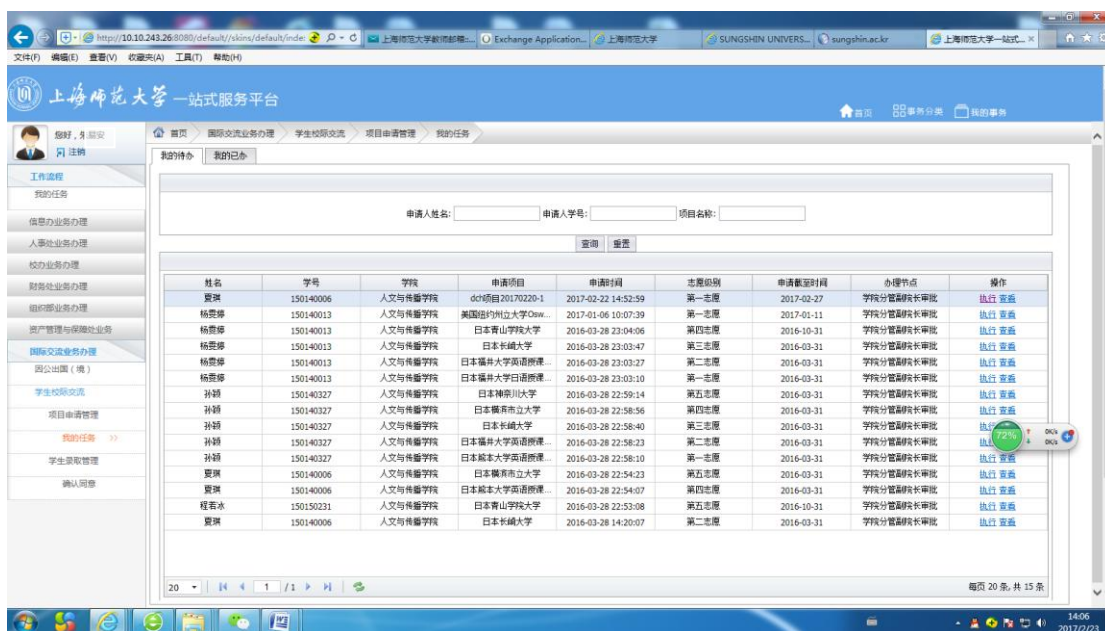 http://10.10.243.26:8080/default//skins/default/inde: 上海师范大学教师邮箱:... Exchange Application... 上海师范大学 SUNGSHIN UNIVERS... sungshin.ac.kr 上海师范大学一站式... ×
文件(F) 编辑(E) 查看(V) 收藏夹(A) 工具(T) 帮助(H)
上海师范大学 一站式服务平台
首页 事务分类 我的事务
您好，
注销
首页 国际交流业务办理 学生校际交流 项目申请管理 我的任务
我的待办 我的已办
工作流程
我的任务
信息办业务办理
人事处业务办理
校办业务办理
财务处业务办理
组织部业务办理
资产管理与保障处业务
国际交流业务办理
因公出国（境）
学生校际交流
项目申请管理
我的任务 >>
学生录取管理
确认同意
申请人姓名: 申请人学号: 项目名称:
查询 重置
姓名 学号 学院 申请项目 申请时间 志愿级别 申请截至时间 办理节点 操作
夏琪 150140006 人文与传播学院 dch项目20170220-1 2017-02-22 14:52:59 第一志愿 2017-02-27 学院分管副院长审批 执行 查看
杨雯婷 150140013 人文与传播学院 美国纽约州立大学Osw... 2017-01-06 10:07:39 第一志愿 2017-01-11 学院分管副院长审批 执行 查看
杨雯婷 150140013 人文与传播学院 日本青山学院大学 2016-03-28 23:04:06 第四志愿 2016-10-31 学院分管副院长审批 执行 查看
杨雯婷 150140013 人文与传播学院 日本长崎大学 2016-03-28 23:03:47 第三志愿 2016-03-31 学院分管副院长审批 执行 查看
杨雯婷 150140013 人文与传播学院 日本福井大学英语授课... 2016-03-28 23:03:27 第二志愿 2016-03-31 学院分管副院长审批 执行 查看
杨雯婷 150140013 人文与传播学院 日本福井大学日语授课... 2016-03-28 23:03:10 第一志愿 2016-03-31 学院分管副院长审批 执行 查看
孙颖 150140327 人文与传播学院 日本神奈川大学 2016-03-28 22:59:14 第五志愿 2016-03-31 学院分管副院长审批 执行 查看
孙颖 150140327 人文与传播学院 日本横滨市立大学 2016-03-28 22:58:56 第四志愿 2016-03-31 学院分管副院长审批 执行 查看
孙颖 150140327 人文与传播学院 日本长崎大学 2016-03-28 22:58:40 第三志愿 2016-03-31 学院分管副院长审批
孙颖 150140327 人文与传播学院 日本福井大学英语授课... 2016-03-28 22:58:23 第二志愿 2016-03-31 学院分管副院长审批
72% 0K/s 0K/s
孙颖 150140327 人文与传播学院 日本熊本大学英语授课... 2016-03-28 22:58:10 第一志愿 2016-03-31 学院分管副院长审批 执行 查看
夏琪 150140006 人文与传播学院 日本横滨市立大学 2016-03-28 22:54:23 第五志愿 2016-03-31 学院分管副院长审批 执行 查看
夏琪 150140006 人文与传播学院 日本熊本大学英语授课... 2016-03-28 22:54:07 第四志愿 2016-03-31 学院分管副院长审批 执行 查看
程若水 150150231 人文与传播学院 日本青山学院大学 2016-03-28 22:53:08 第五志愿 2016-10-31 学院分管副院长审批 执行 查看
夏琪 150140006 人文与传播学院 日本长崎大学 2016-03-28 14:20:07 第二志愿 2016-03-31 学院分管副院长审批 执行 查看
20 1 /1 每页 20 条, 共 15 条
14:06
2017/2/23